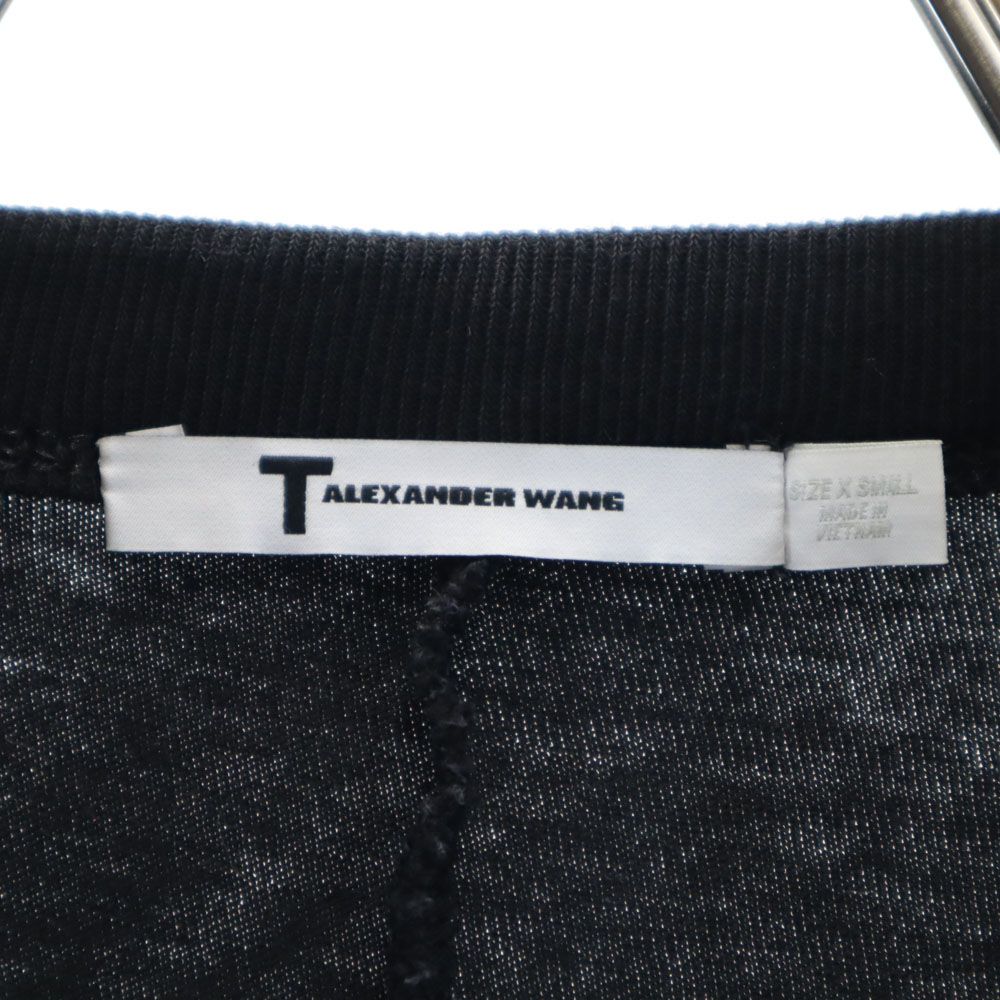 T ALEXANDER WANG
SIZE X SMALL
MADE IN
VIETNAM